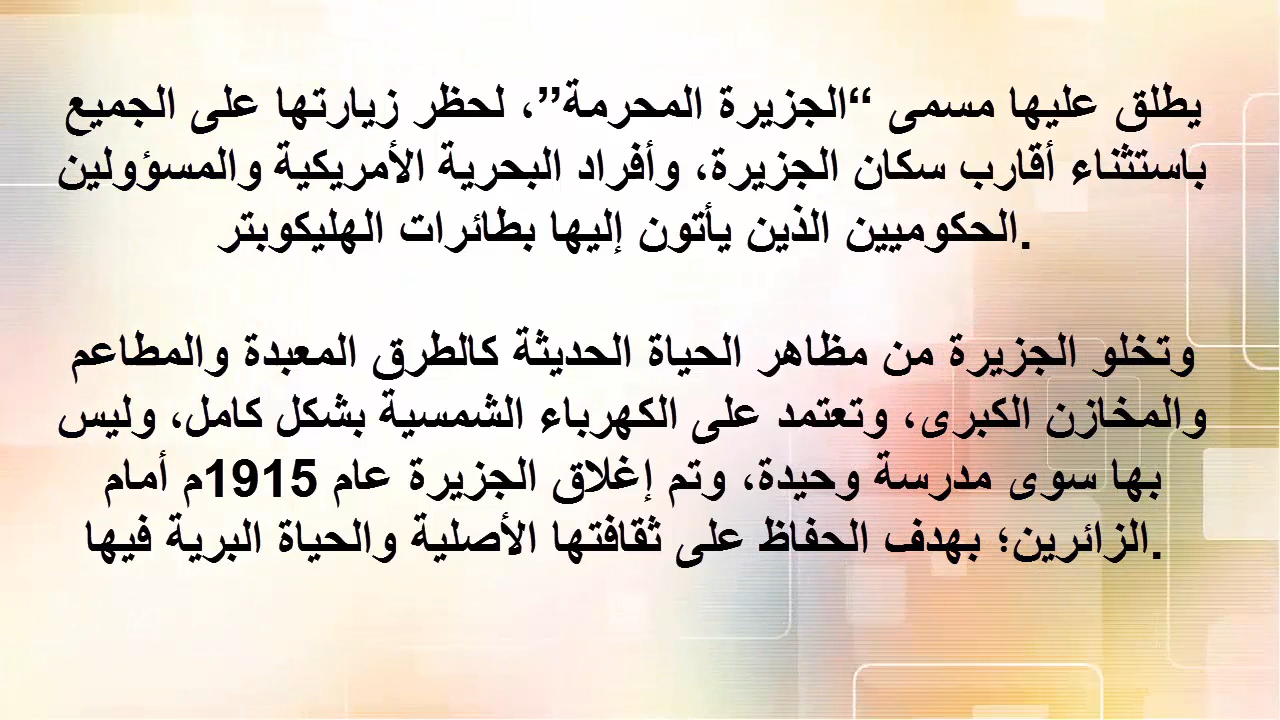 يطلق عليها مسمى “الجزيرة المحرمة”، لحظر زيارتها على الجميع
باستثناء أقارب سكان الجزيرة، وأفراد البحرية الأمريكية والمسؤولين
الحكوميين الذين يأتون إليها بطائرات الهليكوبتر.
وتخلو الجزيرة من مظاهر الحياة الحديثة كالطرق المعبدة والمطاعم
والمخازن الكبرى، وتعتمد على الكهرباء الشمسية بشكل كامل، وليس
بها سوى مدرسة وحيدة، وتم إغلاق الجزيرة عام 1915م أمام
الزائرين؛ بهدف الحفاظ على ثقافتها الأصلية والحياة البرية فيها.